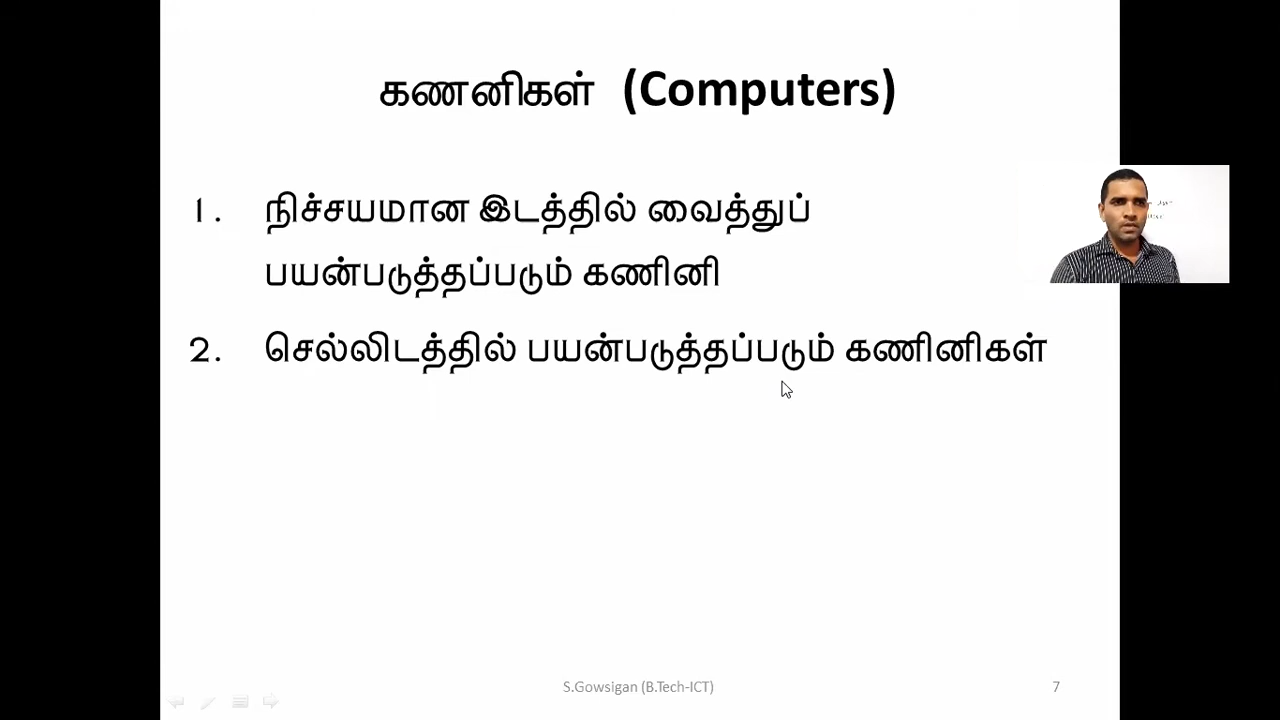 கணனிகள் (Computers)
1. நிச்சயமான இடத்தில் வைத்துப்
பயன்படுத்தப்படும் கணினி
2. செல்லிடத்தில் பயன்படுத்தப்படும் கணினிகள்
S.Gowsigan (B.Tech-ICT)
7